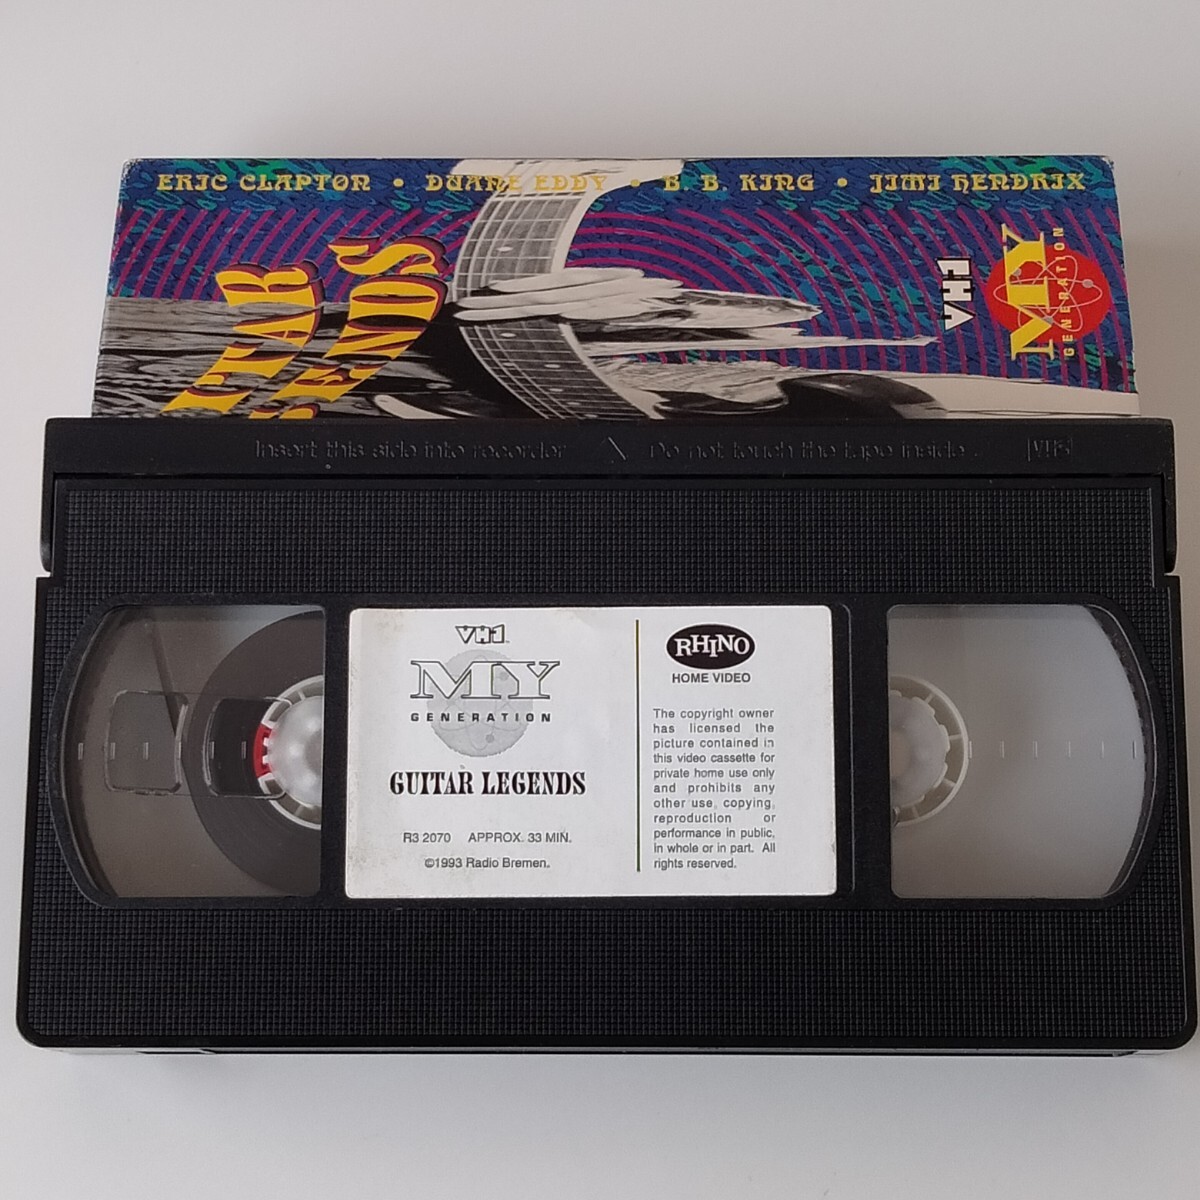 ERIC CLAPTON • DUANE EDDY • B. B. KING • JIMI HENDRIX
VH1
MY
GENERATION
Insert this side into recorder
Do not touch the tape inside.
VHS
VH1
MY
GENERATION
GUITAR LEGENDS
R3 2070 APPROX. 33 MIN.
©1993 Radio Bremen.
RHINO
HOME VIDEO
The copyright owner
has licensed the
picture contained in
this video cassette for
private home use only
and prohibits any
other use, copying,
reproduction or
performance in public,
in whole or in part. All
rights reserved.